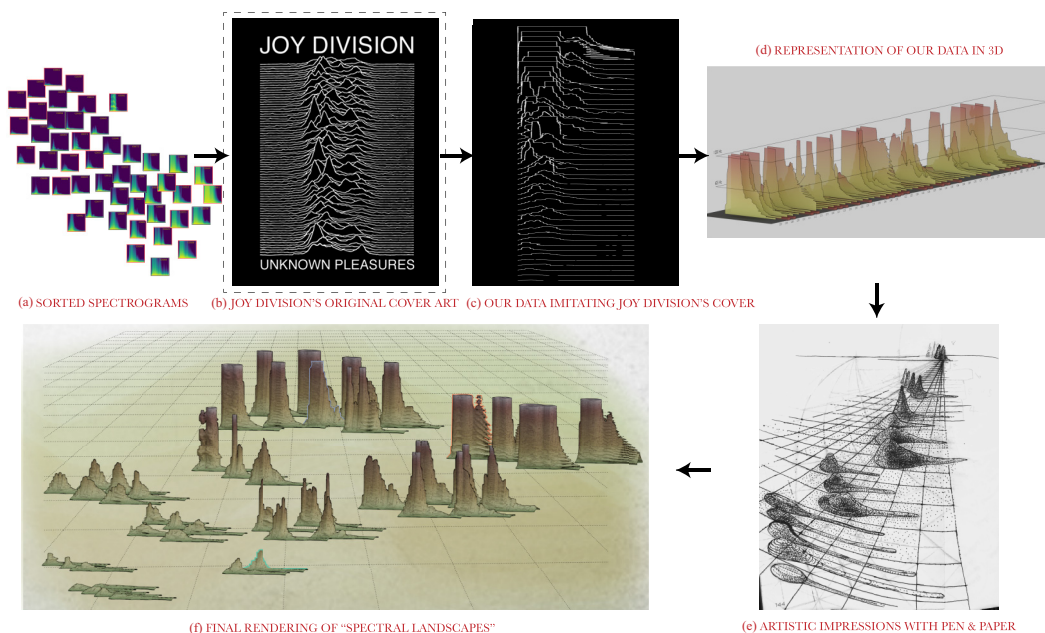 (d) REPRESENTATION OF OUR DATA IN 3D
JOY DIVISION
UNKNOWN PLEASURES
(a) SORTED SPECTROGRAMS
(b) JOY DIVISION'S ORIGINAL COVER ART
(c) OUR DATA IMITATING JOY DIVISION'S COVER
(f) FINAL RENDERING OF "SPECTRAL LANDSCAPES"
(e) ARTISTIC IMPRESSIONS WITH PEN & PAPER